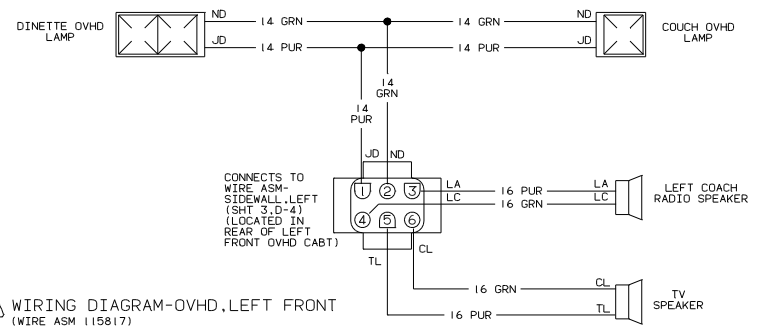 ND 14 GRN 14 GRN ND
DINETTE OVHD
LAMP
COUCH OVHD
LAMP
JD 14 PUR 14 PUR JD
14
GRN
14
PUR
JD ND
CONNECTS TO
WIRE ASM-
SIDEWALL,LEFT
(SHT 3,D-4)
(LOCATED IN
REAR OF LEFT
FRONT OVHD CABT)
1 2 3
4 5 6
LA 16 PUR LA
LC 16 GRN LC
LEFT COACH
RADIO SPEAKER
TL CL
16 GRN CL
16 PUR TL
TV
SPEAKER
WIRING DIAGRAM-OVHD,LEFT FRONT
(WIRE ASM 115817)